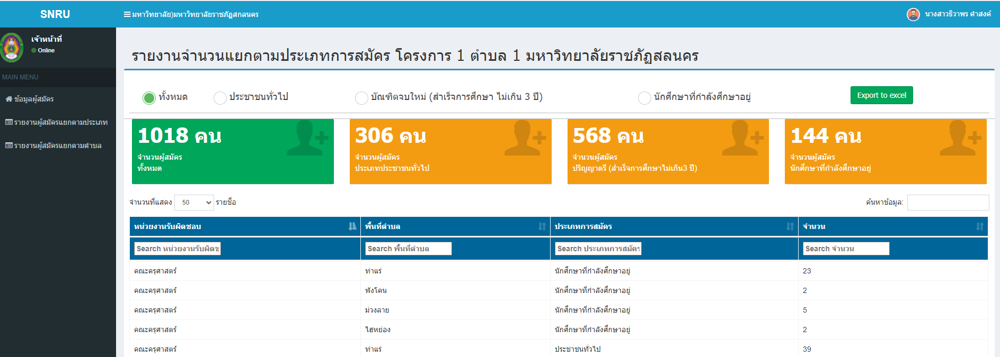 SNRU
มหาวิทยาลัย)มหาวิทยาลัยราชภัฏสกลนคร
นางสาวธิวาพร ศาสงค์
เจ้าหน้าที่
Online
MAIN MENU
ข้อมูลผู้สมัคร
รายงานผู้สมัครแยกตามประเภท
รายงานผู้สมัครแยกตามตำบล
รายงานจำนวนแยกตามประเภทการสมัคร โครงการ 1 ตำบล 1 มหาวิทยาลัยราชภัฏสลนคร
ทั้งหมด ประชาชนทั่วไป บัณฑิตจบใหม่ (สำเร็จการศึกษา ไม่เกิน 3 ปี) นักศึกษาที่กำลังศึกษาอยู่ Export to excel
1018 คน
จำนวนผู้สมัคร
ทั้งหมด
306 คน
จำนวนผู้สมัคร
ประเภทประชาชนทั่วไป
568 คน
จำนวนผู้สมัคร
ปริญญาตรี (สำเร็จการศึกษาไม่เกิน3 ปี)
144 คน
จำนวนผู้สมัคร
นักศึกษาที่กำลังศึกษาอยู่
จำนวนที่แสดง 50 รายชื่อ ค้นหาข้อมูล:
หน่วยงานรับผิดชอบ พื้นที่ตำบล ประเภทการสมัคร จำนวน
Search หน่วยงานรับผิดช Search พื้นที่ตำบล Search ประเภทการสมัคร Search จำนวน
คณะครุศาสตร์ ท่าแร่ นักศึกษาที่กำลังศึกษาอยู่ 23
คณะครุศาสตร์ พังโคน นักศึกษาที่กำลังศึกษาอยู่ 2
คณะครุศาสตร์ ม่วงลาย นักศึกษาที่กำลังศึกษาอยู่ 5
คณะครุศาสตร์ ไฮหย่อง นักศึกษาที่กำลังศึกษาอยู่ 2
คณะครุศาสตร์ ท่าแร่ ประชาชนทั่วไป 39